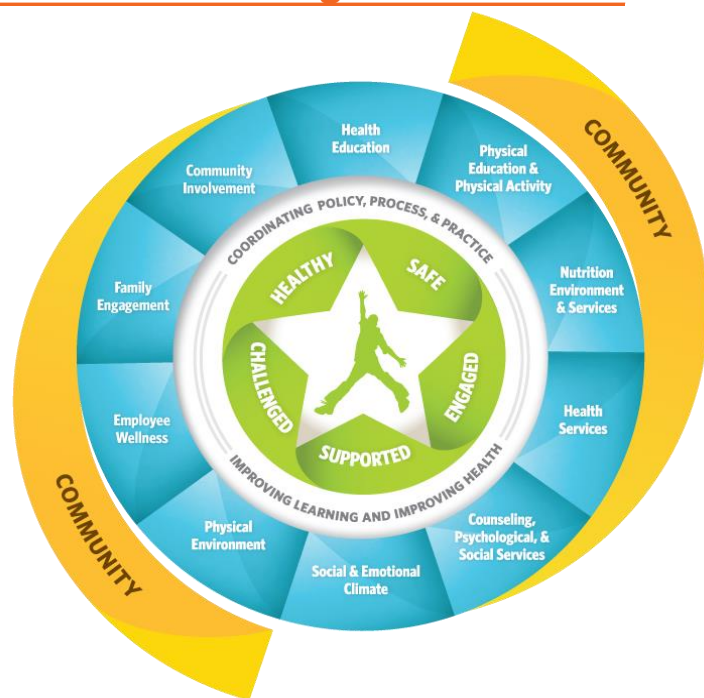 COMMUNITY
Health
Education
Physical
Education &
Physical Activity
Nutrition
Environment
& Services
Health
Services
Counseling,
Psychological, &
Social Services
Social & Emotional
Climate
Physical
Environment
Employee
Wellness
Family
Engagement
Community
Involvement
COORDINATING POLICY, PROCESS, & PRACTICE
IMPROVING LEARNING AND IMPROVING HEALTH
HEALTHY
SAFE
ENGAGED
SUPPORTED
CHALLENGED
COMMUNITY